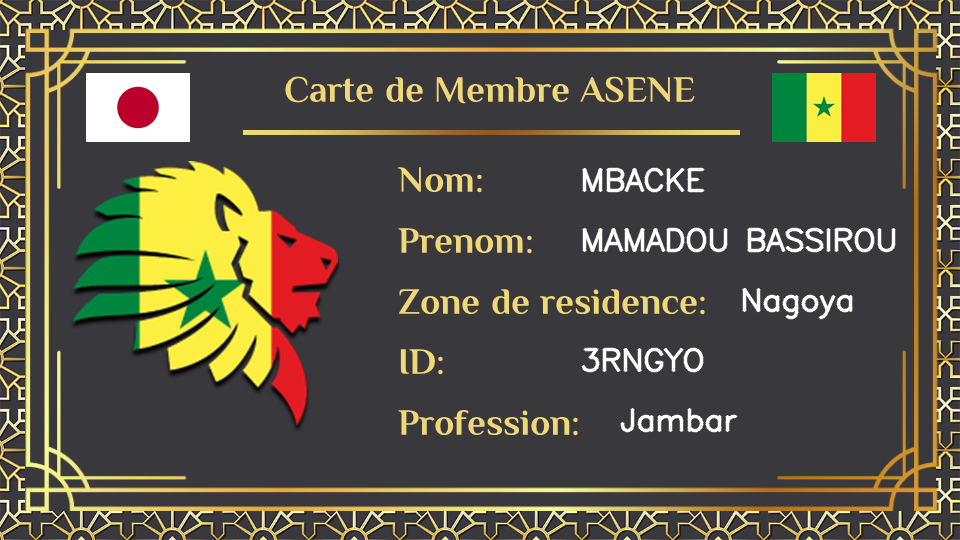 Carte de Membre ASENE
Nom: MBACKE
Prenom: MAMADOU BASSIROU
Zone de residence: Nagoya
ID: 3RNGYO
Profession: Jambar